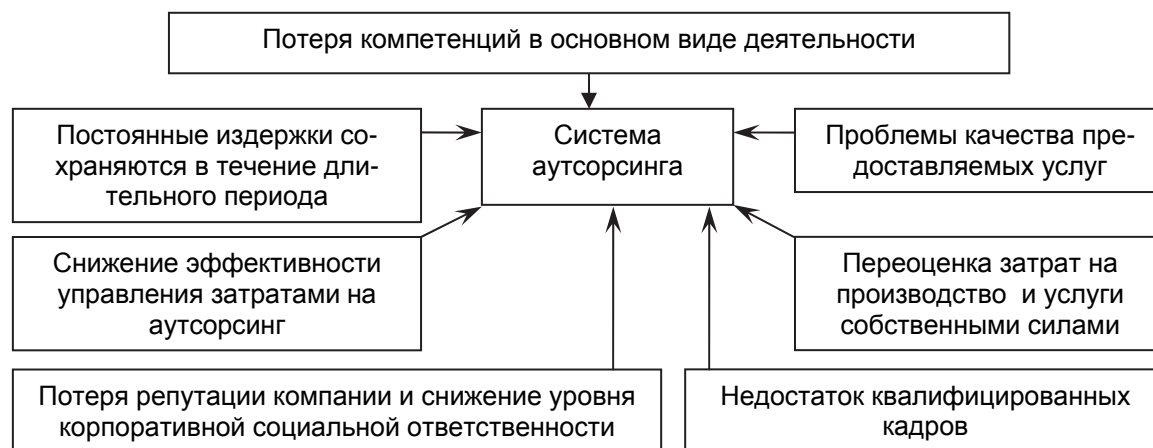 Потеря компетенций в основном виде деятельности
Постоянные издержки со-
храняются в течение дли-
тельного периода
Система
аутсорсинга
Проблемы качества пре-
доставляемых услуг
Снижение эффективности
управления затратами на
аутсорсинг
Переоценка затрат на
производство и услуги
собственными силами
Потеря репутации компании и снижение уровня
корпоративной социальной ответственности
Недостаток квалифицированных
кадров